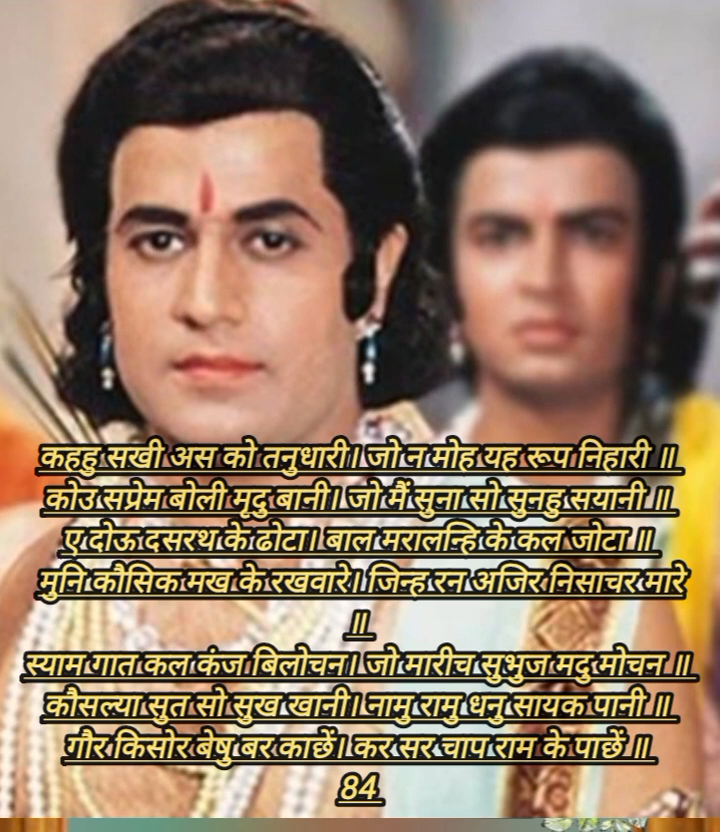 कहहु सखी अस को तनुधारी। जो न मोह यह रूप निहारी ॥
कोउ सप्रेम बोली मृदु बानी। जो मैं सुना सो सुनहु सयानी ॥
ए दोऊ दसरथ के ढोटा। बाल मरालन्हि के कल जोटा ॥
मुनि कौसिक मख के रखवारे। जिन्ह रन अजिर निसाचर मारे
॥
स्याम गात कल कंज बिलोचन। जो मारीच सुभुज मदु मोचन ॥
कौसल्या सुत सो सुख खानी। नामु रामु धनु सायक पानी ॥
गौर किसोर बेषु बर काछें। कर सर चाप राम के पाछें ॥
84